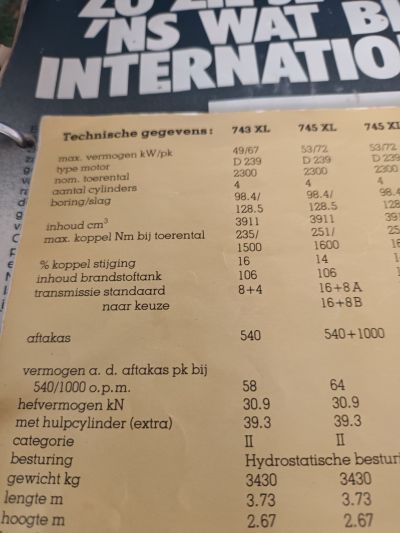 'NS WAT
INTERNATIO
Technische gegevens: 743 XL 745 XL 745 X
max. vermogen kW/pk 49/67 53/72 53/72
type motor D 239 D 239 D 239
nom. toerental 2300 2300 2300
aantal cylinders 4 4 4
boring/slag 98.4/ 98.4/ 98.4/
128.5 128.5 128
inhoud cm³ 3911 3911 391
max. koppel Nm bij toerental 235/ 251/ 25
1500 1600 16
% koppel stijging 16 14
inhoud brandstoftank 106 106 1
transmissie standaard 8+4 16+8 A
naar keuze 16+8 B
aftakas 540 540+1000
vermogen a. d. aftakas pk bij
540/1000 o.p.m. 58 64
hefvermogen kN 30.9 30.9
met hulpcylinder (extra) 39.3 39.3
categorie II II
besturing Hydrostatische bestur
gewicht kg 3430 3430
lengte m 3.73 3.73
hoogte m 2.67 2.67